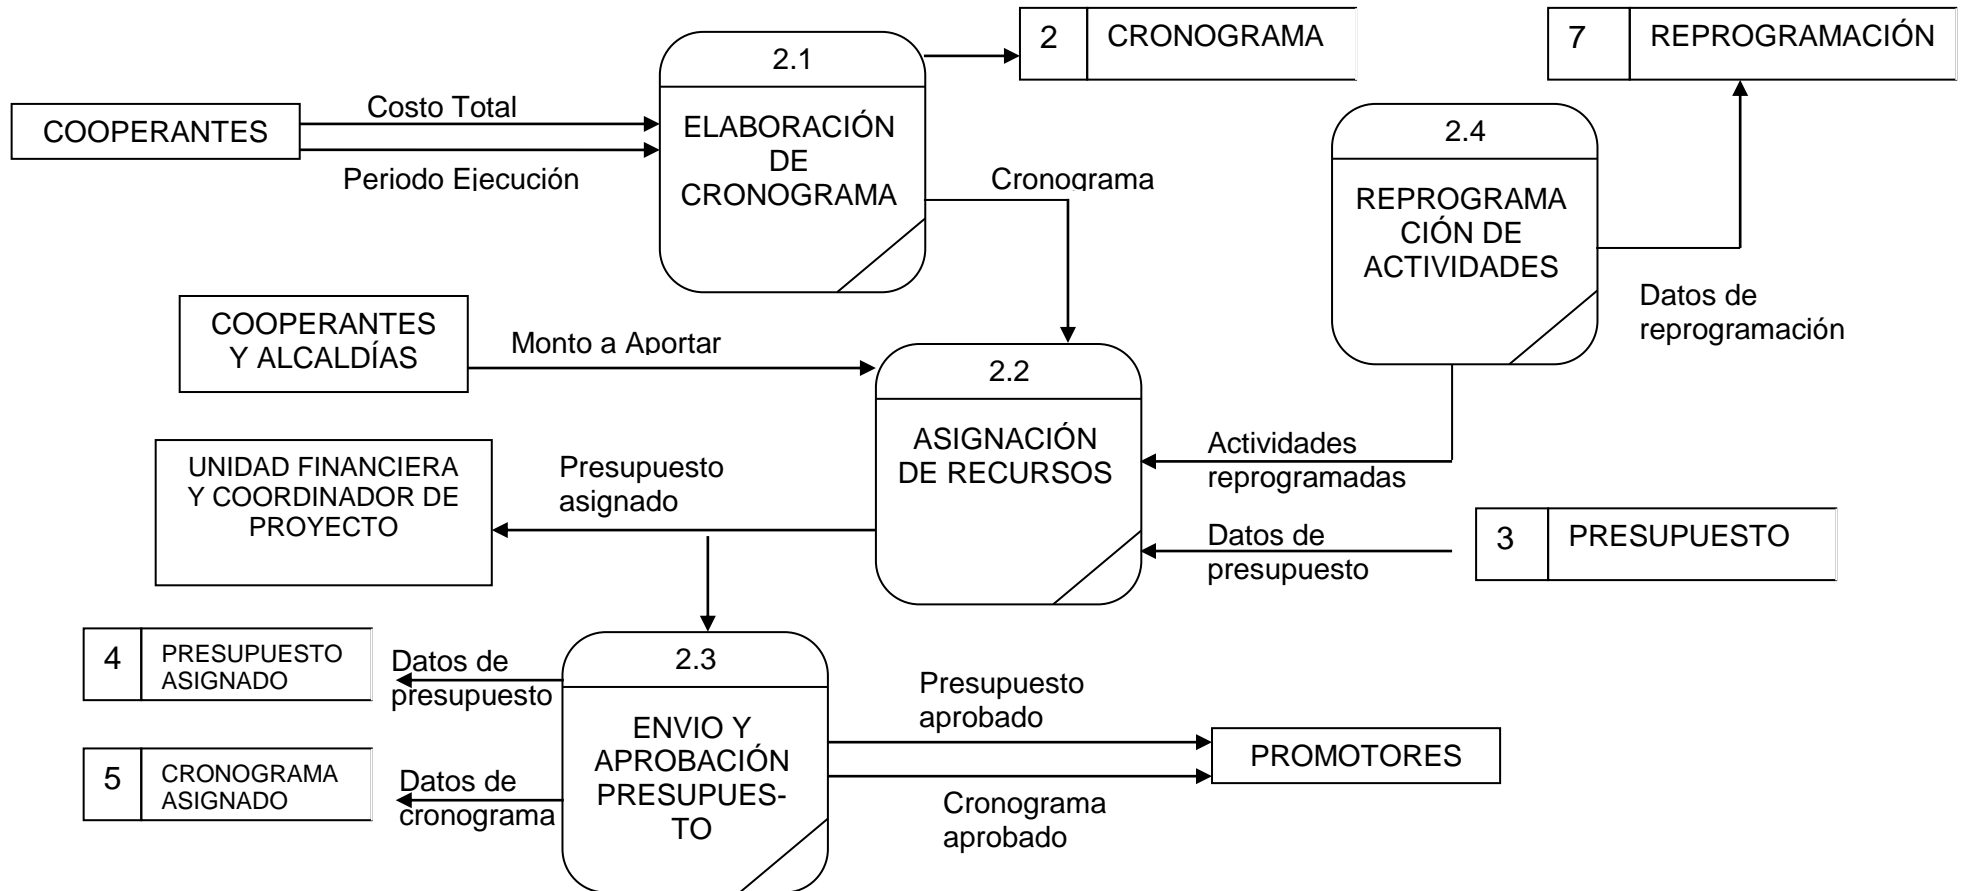 2 CRONOGRAMA
7 REPROGRAMACIÓN
2.1
ELABORACIÓN
DE
CRONOGRAMA
COOPERANTES
Costo Total
Periodo Ejecución
Cronograma
2.4
REPROGRAMA
CIÓN DE
ACTIVIDADES
Datos de
reprogramación
COOPERANTES
Y ALCALDÍAS
Monto a Aportar
2.2
ASIGNACIÓN
DE RECURSOS
Actividades
reprogramadas
UNIDAD FINANCIERA
Y COORDINADOR DE
PROYECTO
Presupuesto
asignado
Datos de
presupuesto
3 PRESUPUESTO
4 PRESUPUESTO
ASIGNADO
Datos de
presupuesto
2.3
ENVIO Y
APROBACIÓN
PRESUPUES-
TO
Presupuesto
aprobado
PROMOTORES
5 CRONOGRAMA
ASIGNADO
Datos de
cronograma
Cronograma
aprobado